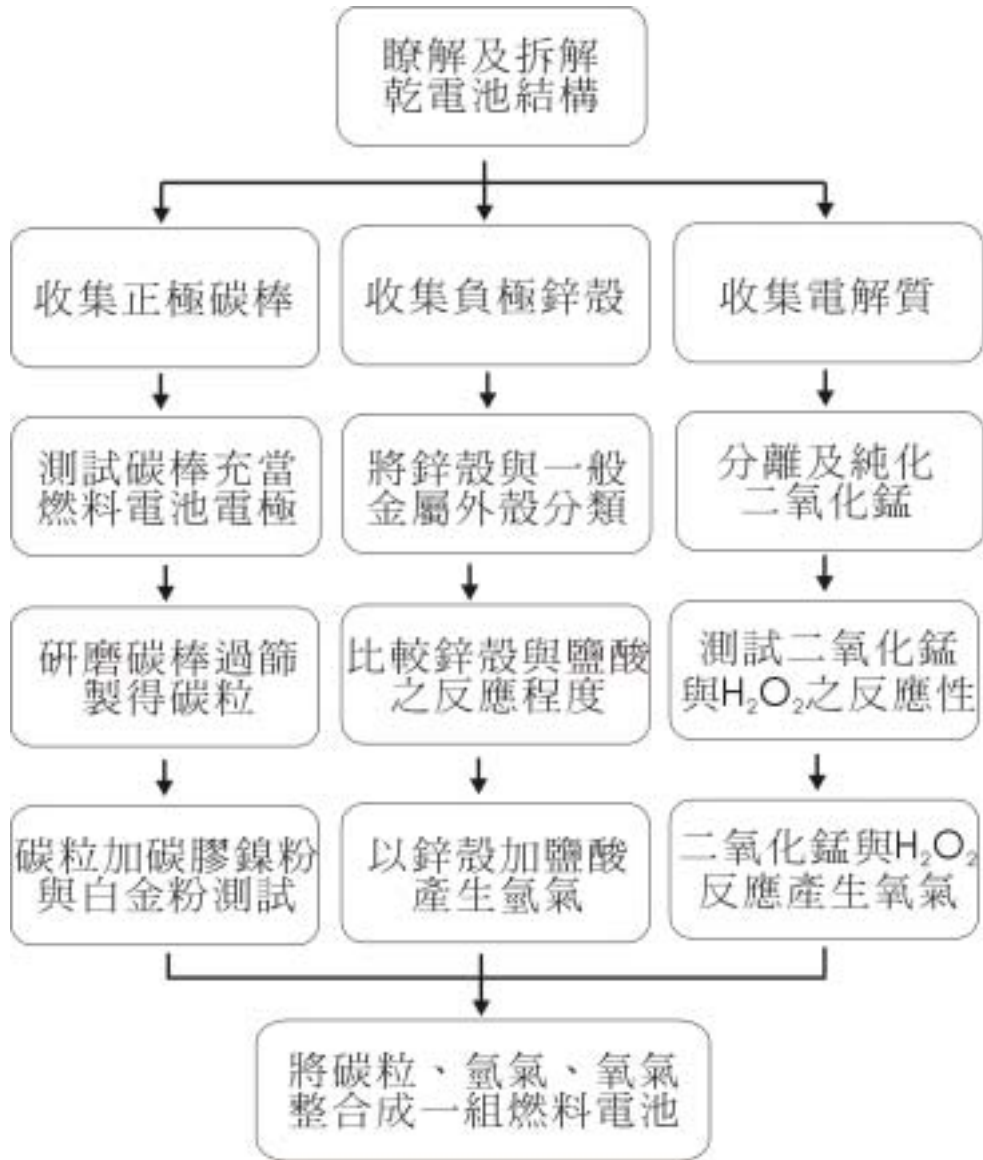 瞭解及拆解
乾電池結構
收集正極碳棒
收集負極鋅殼
收集電解質
測試碳棒充當
燃料電池電極
將鋅殼與一般
金屬外殼分類
分離及純化
二氧化錳
研磨碳棒過篩
製得碳粒
比較鋅殼與鹽酸
之反應程度
測試二氧化錳
與H₂O₂之反應性
碳粒加碳膠鎳粉
與白金粉測試
以鋅殼加鹽酸
產生氫氣
二氧化錳與H₂O₂
反應產生氧氣
將碳粒、氫氣、氧氣
整合成一組燃料電池